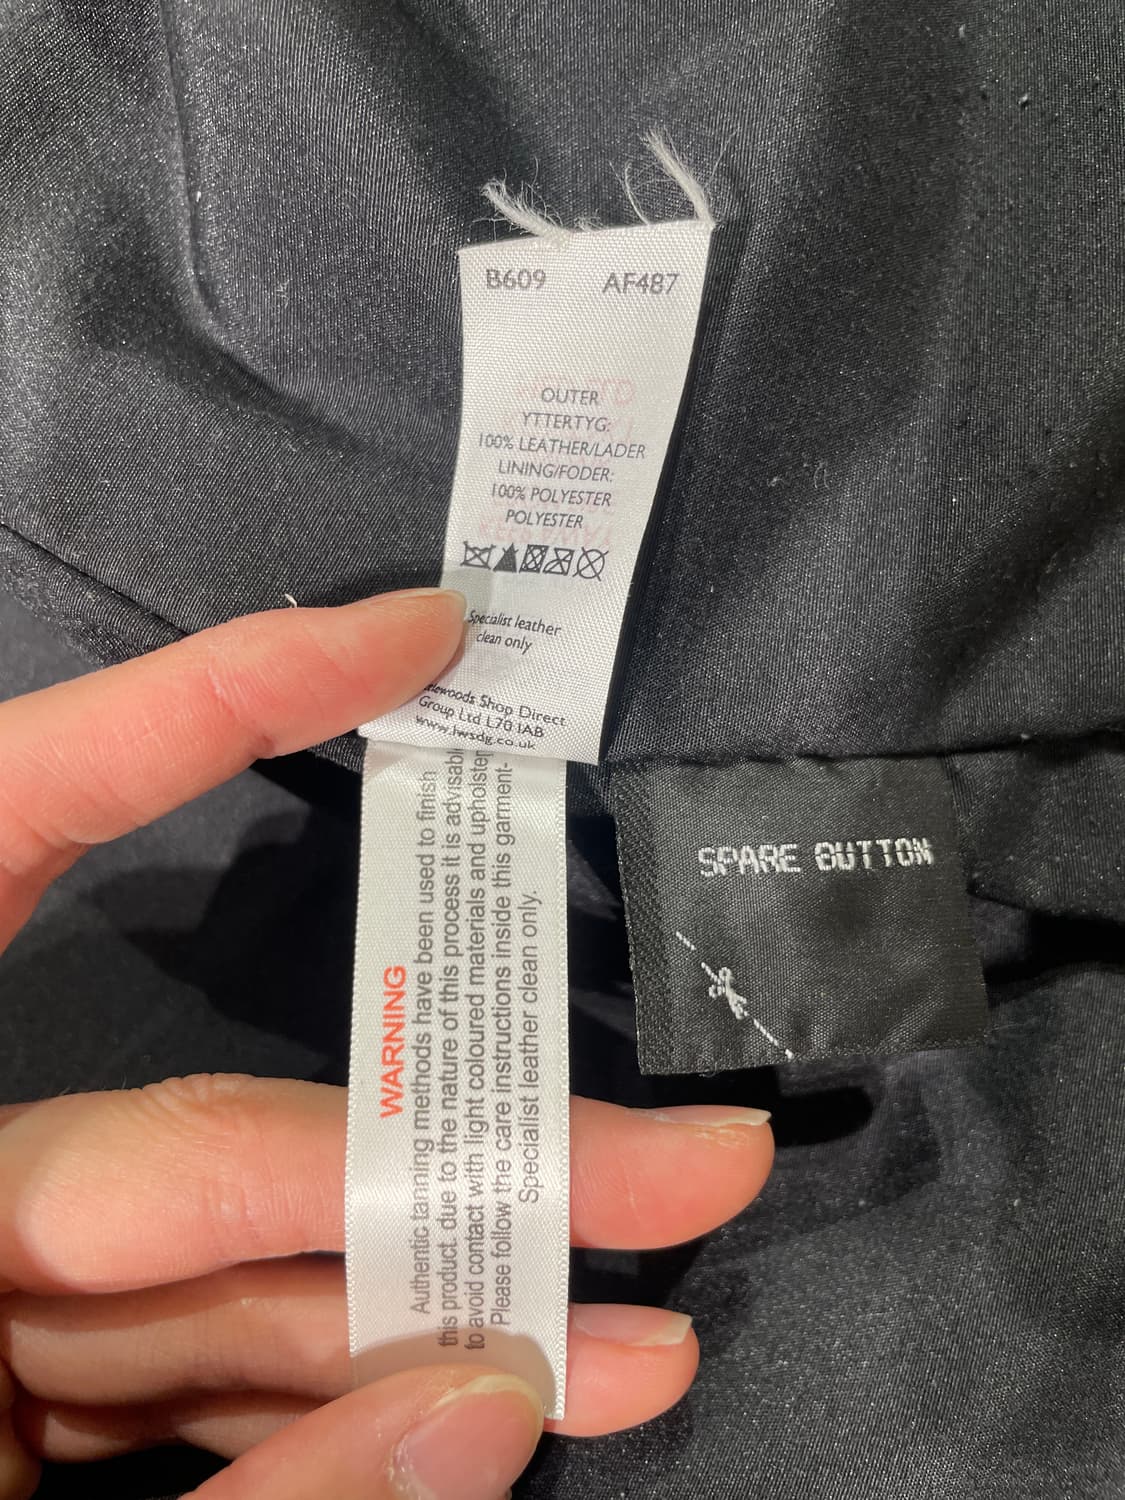 B609 AF487
OUTER
YTTERTYG:
100% LEATHER/LADER
LINING/FODER:
100% POLYESTER
POLYESTER
Specialist leather
clean only
Shop Direct
Group Ltd L70 1AB
www.lwsdg.co.uk
WARNING
Authentic tanning methods have been used to finish
this product. due to the nature of this process it is
to avoid contact with light coloured materials and
Please follow the care instructions inside this garment-
Specialist leather clean only.
SPARE BUTTON